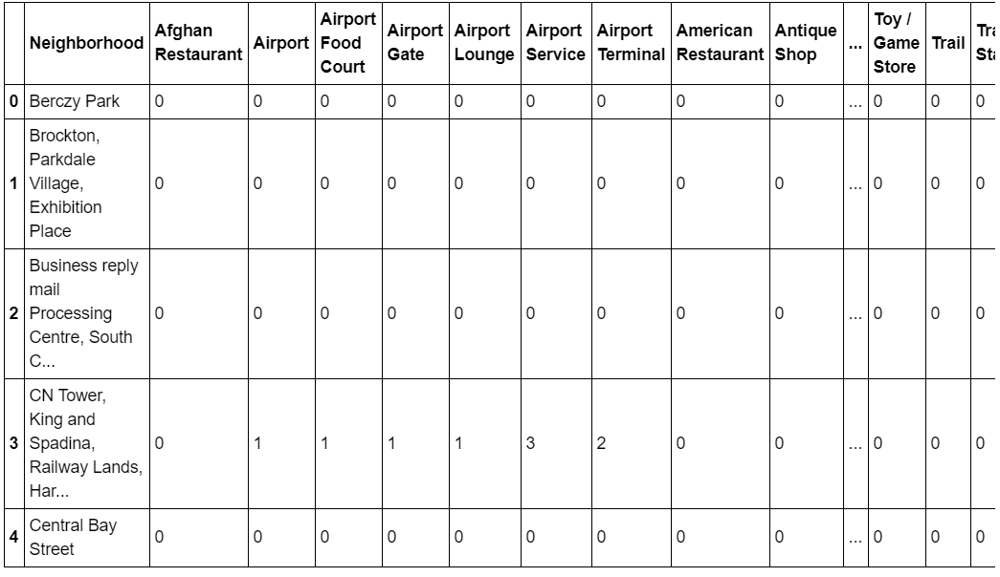 Neighborhood Afghan Restaurant Airport Airport Food Court Airport Gate Airport Lounge Airport Service Airport Terminal American Restaurant Antique Shop ... Toy / Game Store Trail
0 Berczy Park 0 0 0 0 0 0 0 0 0 ... 0 0 0
1 Brockton, Parkdale Village, Exhibition Place 0 0 0 0 0 0 0 0 0 ... 0 0 0
2 Business reply mail Processing Centre, South C... 0 0 0 0 0 0 0 0 0 ... 0 0 0
3 CN Tower, King and Spadina, Railway Lands, Har... 0 1 1 1 1 3 2 0 0 ... 0 0 0
4 Central Bay Street 0 0 0 0 0 0 0 0 0 ... 0 0 0